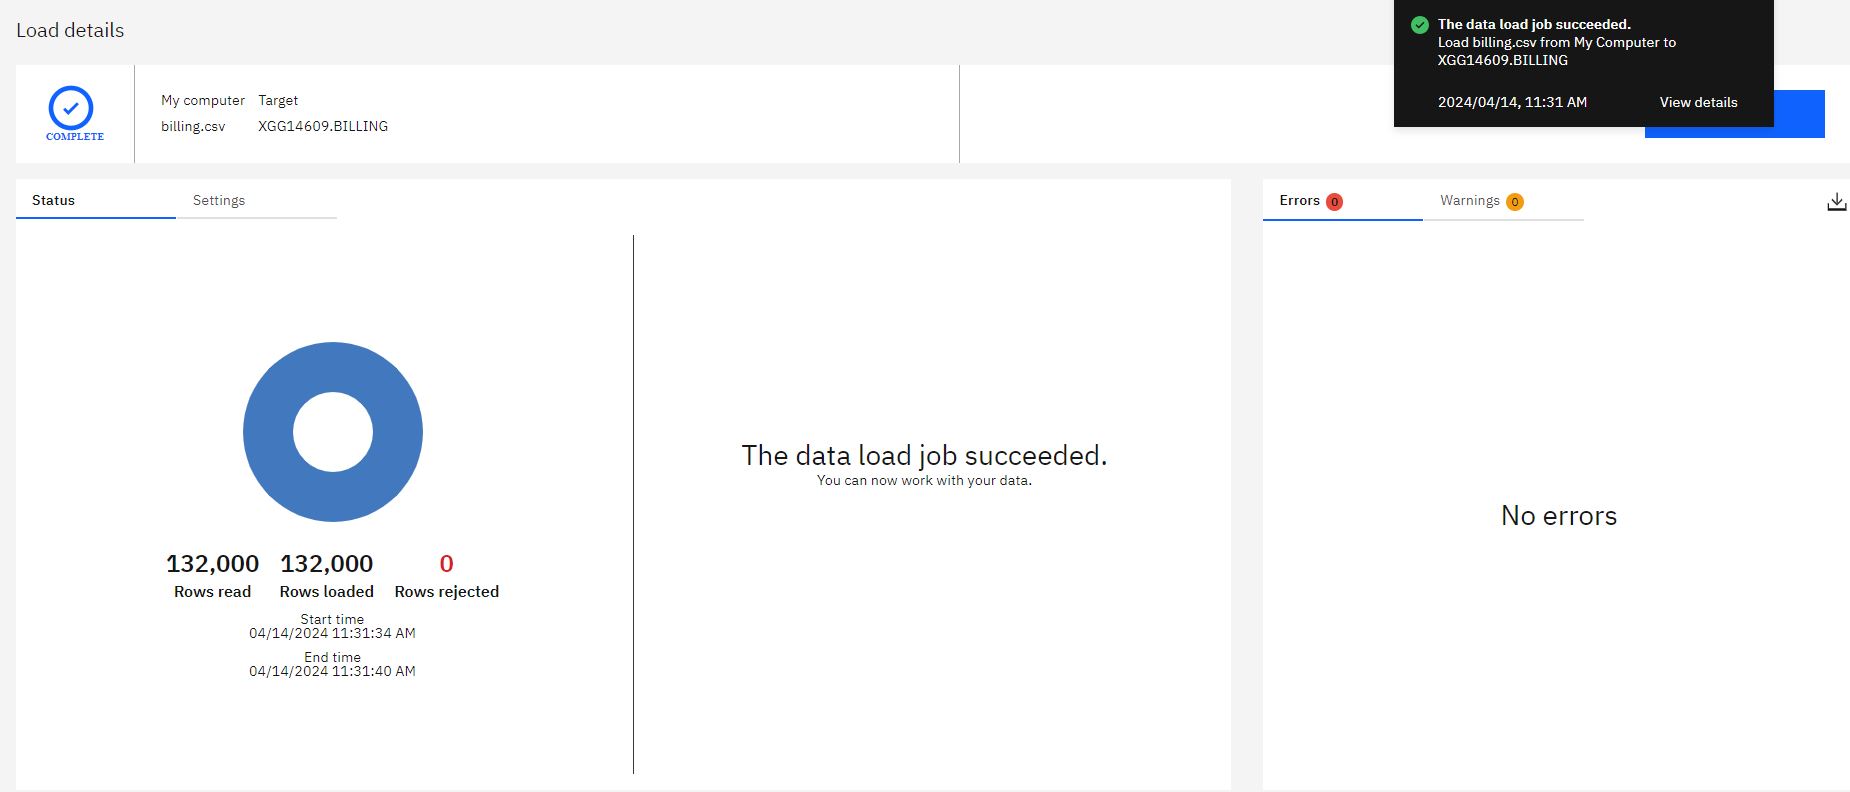 Load details
The data load job succeeded.
Load billing.csv from My Computer to
XGG14609.BILLING
2024/04/14, 11:31 AM View details
COMPLETE
My computer Target
billing.csv XGG14609.BILLING
Status Settings
Errors 0 Warnings 0
The data load job succeeded.
You can now work with your data.
132,000 132,000 0
Rows read Rows loaded Rows rejected
Start time
04/14/2024 11:31:34 AM
End time
04/14/2024 11:31:40 AM
No errors